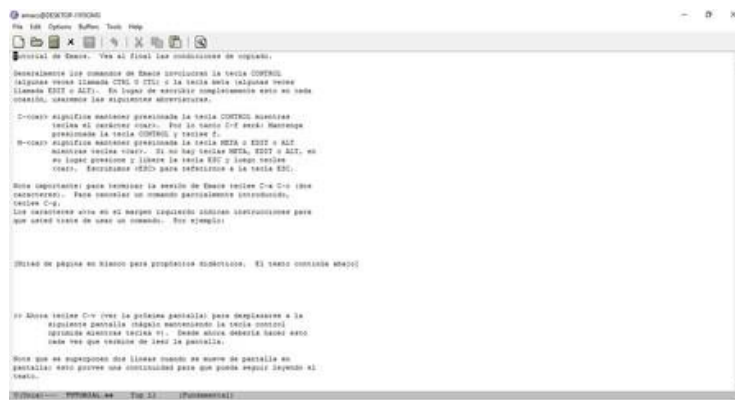 emacs@DESKTOP
File Edit Options Buffers Tools Help
Tutorial de Emacs. Vea al final las condiciones de copiado.
Generalmente los comandos de Emacs involucran la tecla CONTROL
(algunas veces llamada CTRL O CTL) o la tecla meta (algunas veces
llamada EDIT o ALT). En lugar de escribir completamente esto en cada
ocasión, usaremos las siguientes abreviaturas.
C-<car> significa mantener presionada la tecla CONTROL mientras
teclea el carácter <car>. Por lo tanto C-f será: Mantenga
presionada la tecla CONTROL y teclee f.
M-<car> significa mantener presionada la tecla META o EDIT o ALT
mientras teclea <car>. Si no hay teclas META, EDIT o ALT, en
su lugar presione y libere la tecla ESC y luego teclee
<car>. Escribimos <ESC> para referirnos a la tecla ESC.
Nota importante: para terminar la sesión de Emacs teclee C-x C-c (dos
caracteres). Para cancelar un comando parcialmente introducido,
teclee C-g.
Los caracteres ">>" en el margen izquierdo indican instrucciones para
que usted trate de usar un comando. Por ejemplo:
[Mitad de página en blanco para propósitos didácticos. El texto continúa abajo]
>> Ahora teclee C-v (ver la próxima pantalla) para desplazarse a la
siguiente pantalla (hágalo manteniendo la tecla control
oprimida mientras teclea v). Desde ahora debería hacer esto
cada vez que termine de leer la pantalla.
Note que se superponen dos líneas cuando se mueve de pantalla en
pantalla; esto provee una continuidad para que pueda seguir leyendo el
texto.
TUTORIAL.es Top L1 (Fundamental)